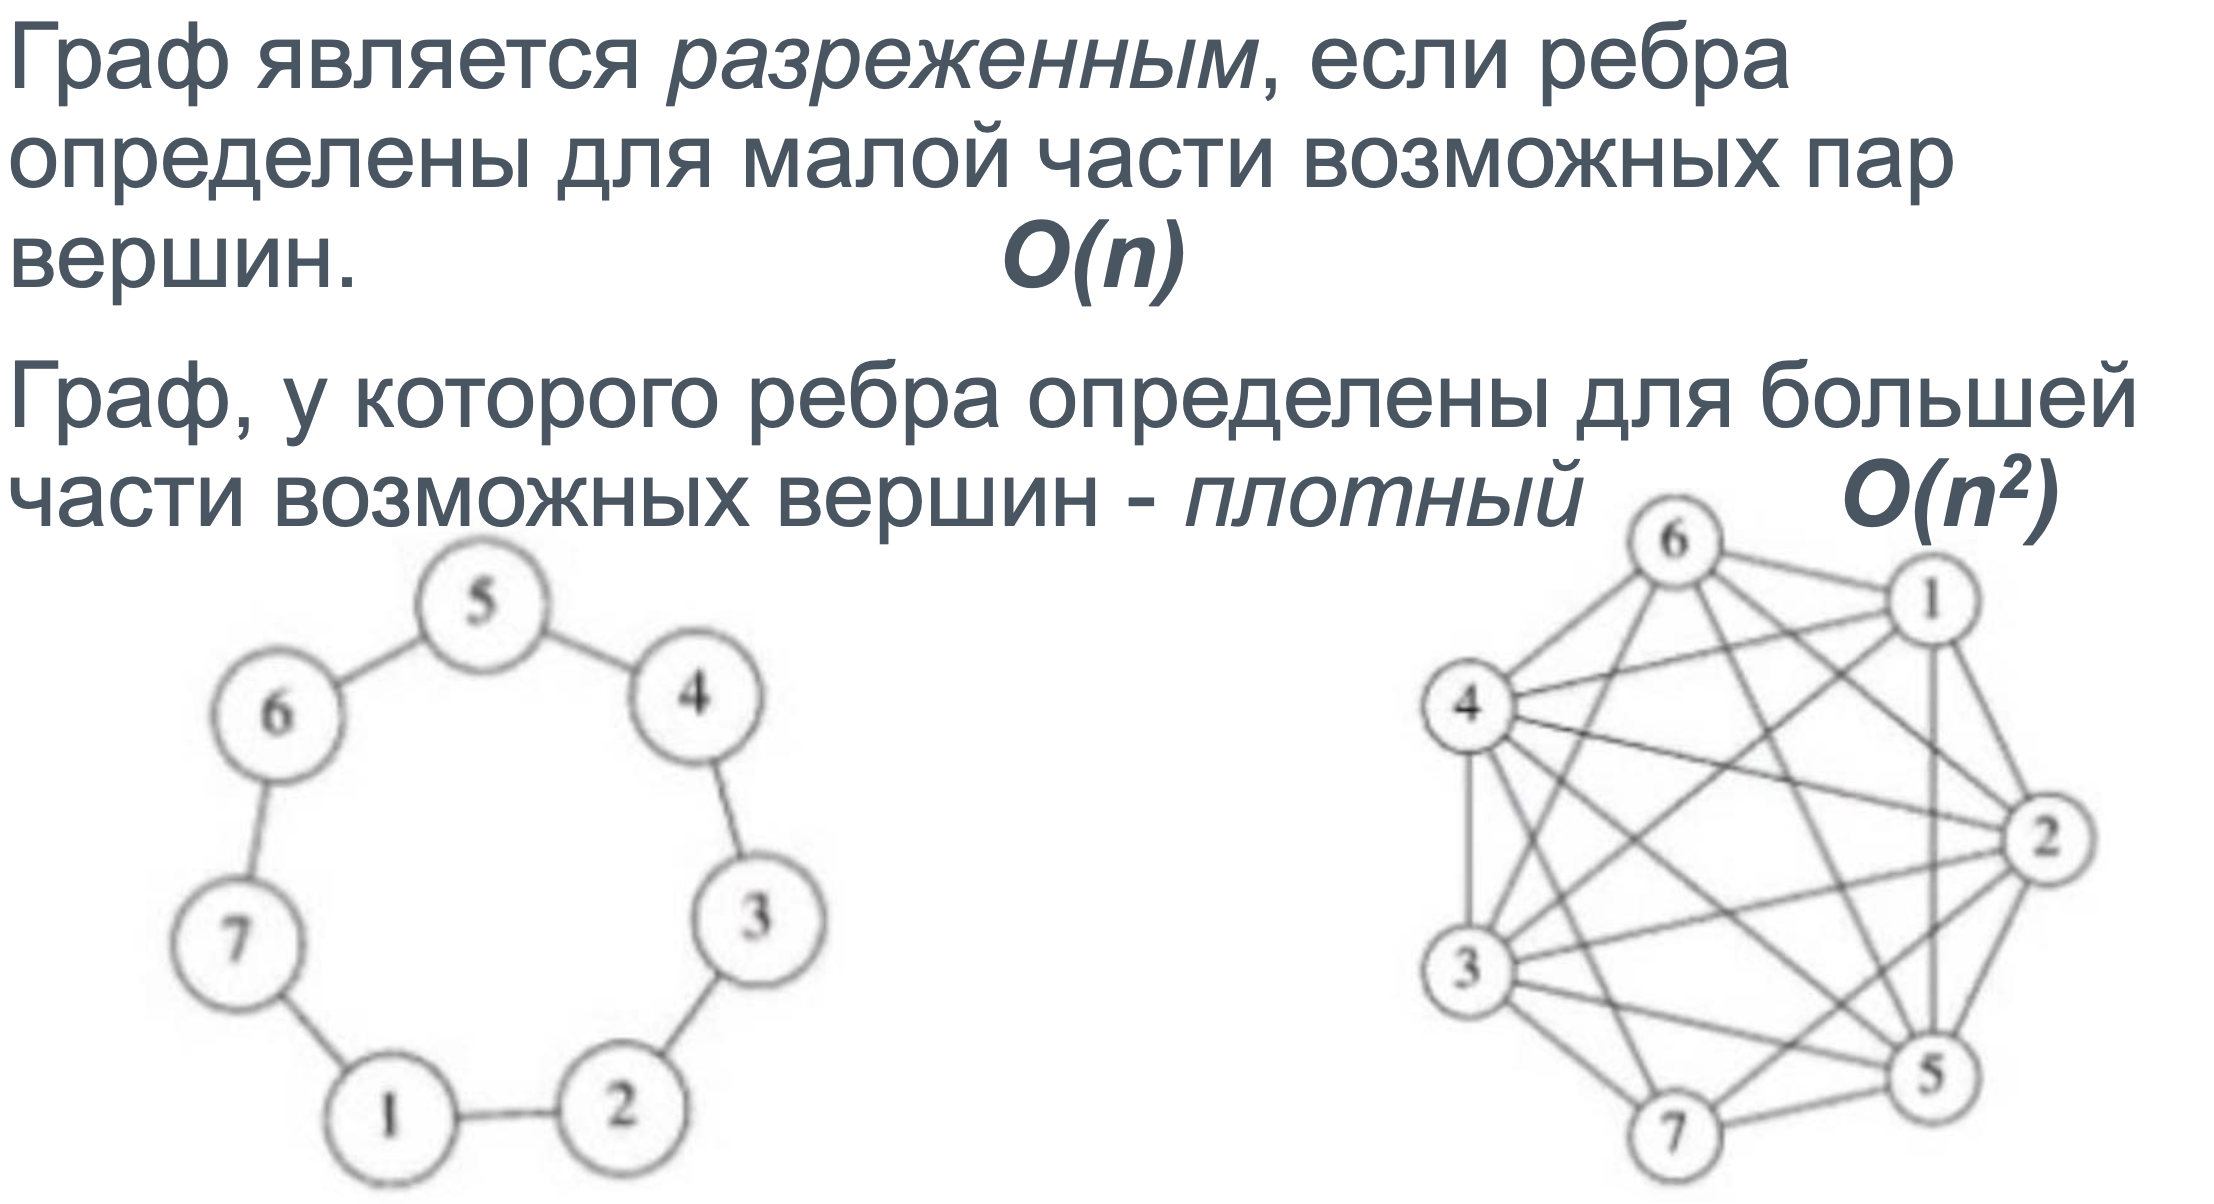 Граф является разреженным, если ребра
определены для малой части возможных пар
вершин. O(n)
Граф, у которого ребра определены для большей
части возможных вершин - плотный O(n²)
5
4
6
3
7
2
1
6
1
4
2
3
5
7